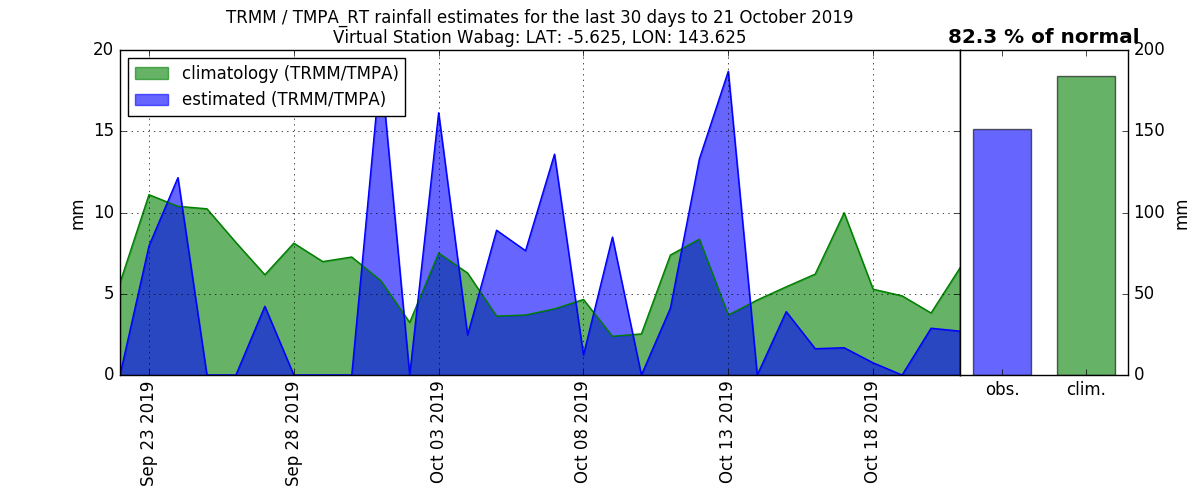 TRMM / TMPA_RT rainfall estimates for the last 30 days to 21 October 2019
Virtual Station Wabag: LAT: -5.625, LON: 143.625
82.3 % of normal
climatology (TRMM/TMPA)
estimated (TRMM/TMPA)
20
15
10
5
0
mm
Sep 23 2019
Sep 28 2019
Oct 03 2019
Oct 08 2019
Oct 13 2019
Oct 18 2019
200
150
100
50
0
mm
obs.
clim.